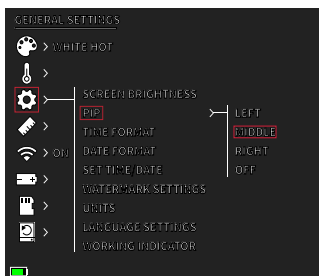 GENERAL SETTINGS
> WHITE HOT
>
>
SCREEN BRIGHTNESS
PIP
> LEFT
TIME FORMAT
MIDDLE
> DATE FORMAT
RIGHT
> ON
SET TIME/DATE
OFF
WATERMARK SETTINGS
UNITS
LANGUAGE SETTINGS
WORKING INDICATOR